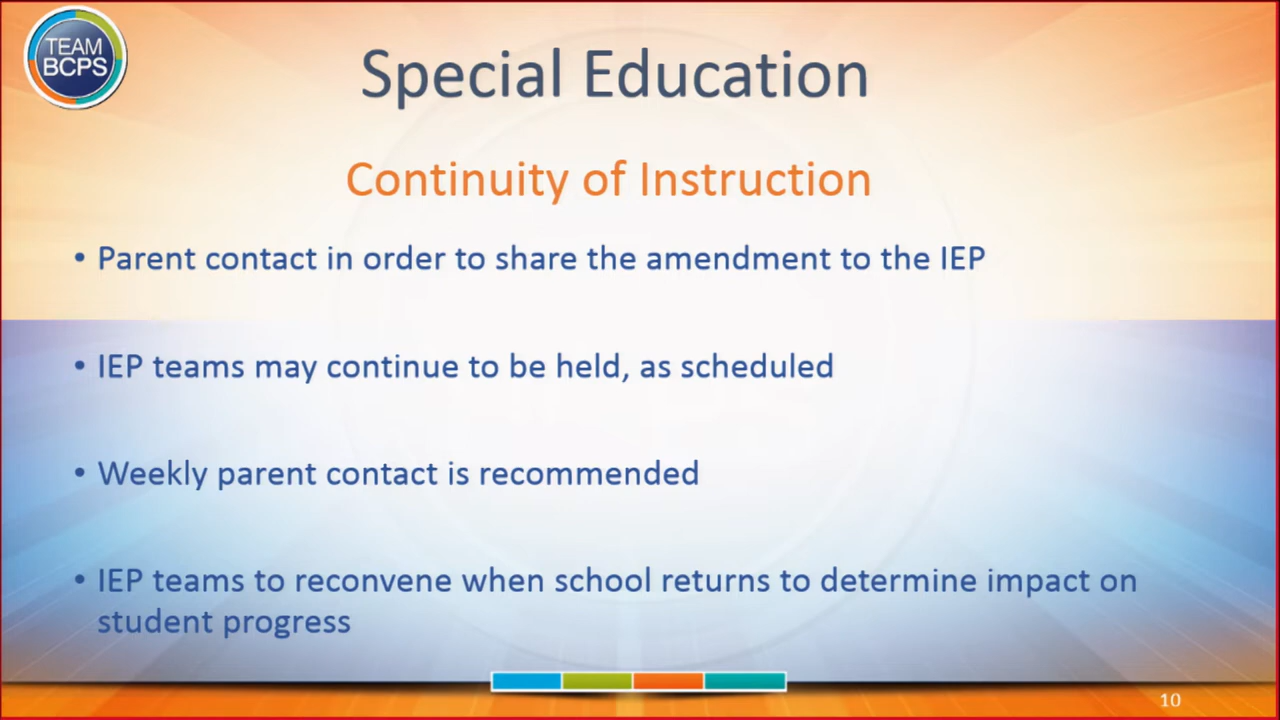 TEAM
BCPS
Special Education
Continuity of Instruction
• Parent contact in order to share the amendment to the IEP
• IEP teams may continue to be held, as scheduled
• Weekly parent contact is recommended
• IEP teams to reconvene when school returns to determine impact on
student progress
10